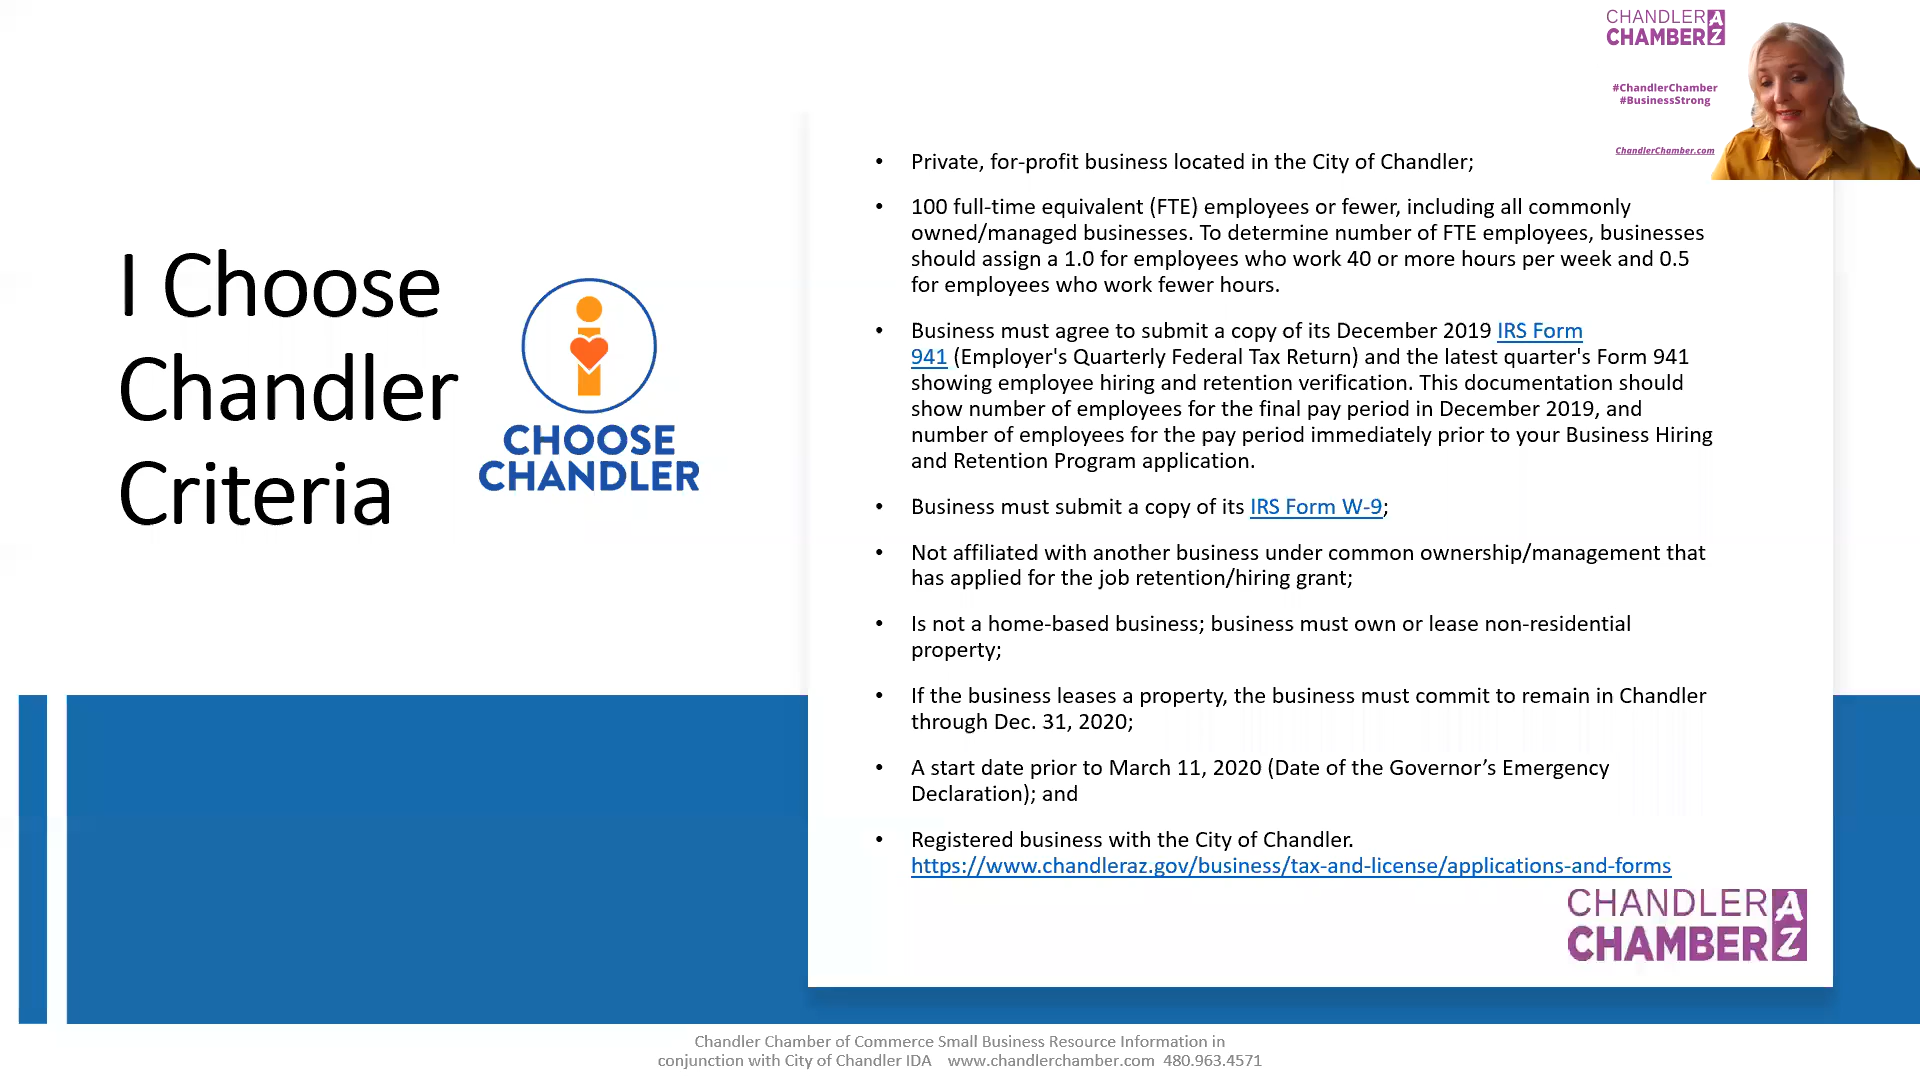 CHANDLER AZ
CHAMBER
#ChandlerChamber
#BusinessStrong
ChandlerChamber.com
I Choose
Chandler
Criteria
CHOOSE
CHANDLER
• Private, for-profit business located in the City of Chandler;
• 100 full-time equivalent (FTE) employees or fewer, including all commonly
owned/managed businesses. To determine number of FTE employees, businesses
should assign a 1.0 for employees who work 40 or more hours per week and 0.5
for employees who work fewer hours.
• Business must agree to submit a copy of its December 2019 IRS Form
941 (Employer's Quarterly Federal Tax Return) and the latest quarter's Form 941
showing employee hiring and retention verification. This documentation should
show number of employees for the final pay period in December 2019, and
number of employees for the pay period immediately prior to your Business Hiring
and Retention Program application.
• Business must submit a copy of its IRS Form W-9;
• Not affiliated with another business under common ownership/management that
has applied for the job retention/hiring grant;
• Is not a home-based business; business must own or lease non-residential
property;
• If the business leases a property, the business must commit to remain in Chandler
through Dec. 31, 2020;
• A start date prior to March 11, 2020 (Date of the Governor’s Emergency
Declaration); and
• Registered business with the City of Chandler.
https://www.chandleraz.gov/business/tax-and-license/applications-and-forms
CHANDLER AZ
CHAMBER
Chandler Chamber of Commerce Small Business Resource Information in
conjunction with City of Chandler IDA www.chandlerchamber.com 480.963.4571